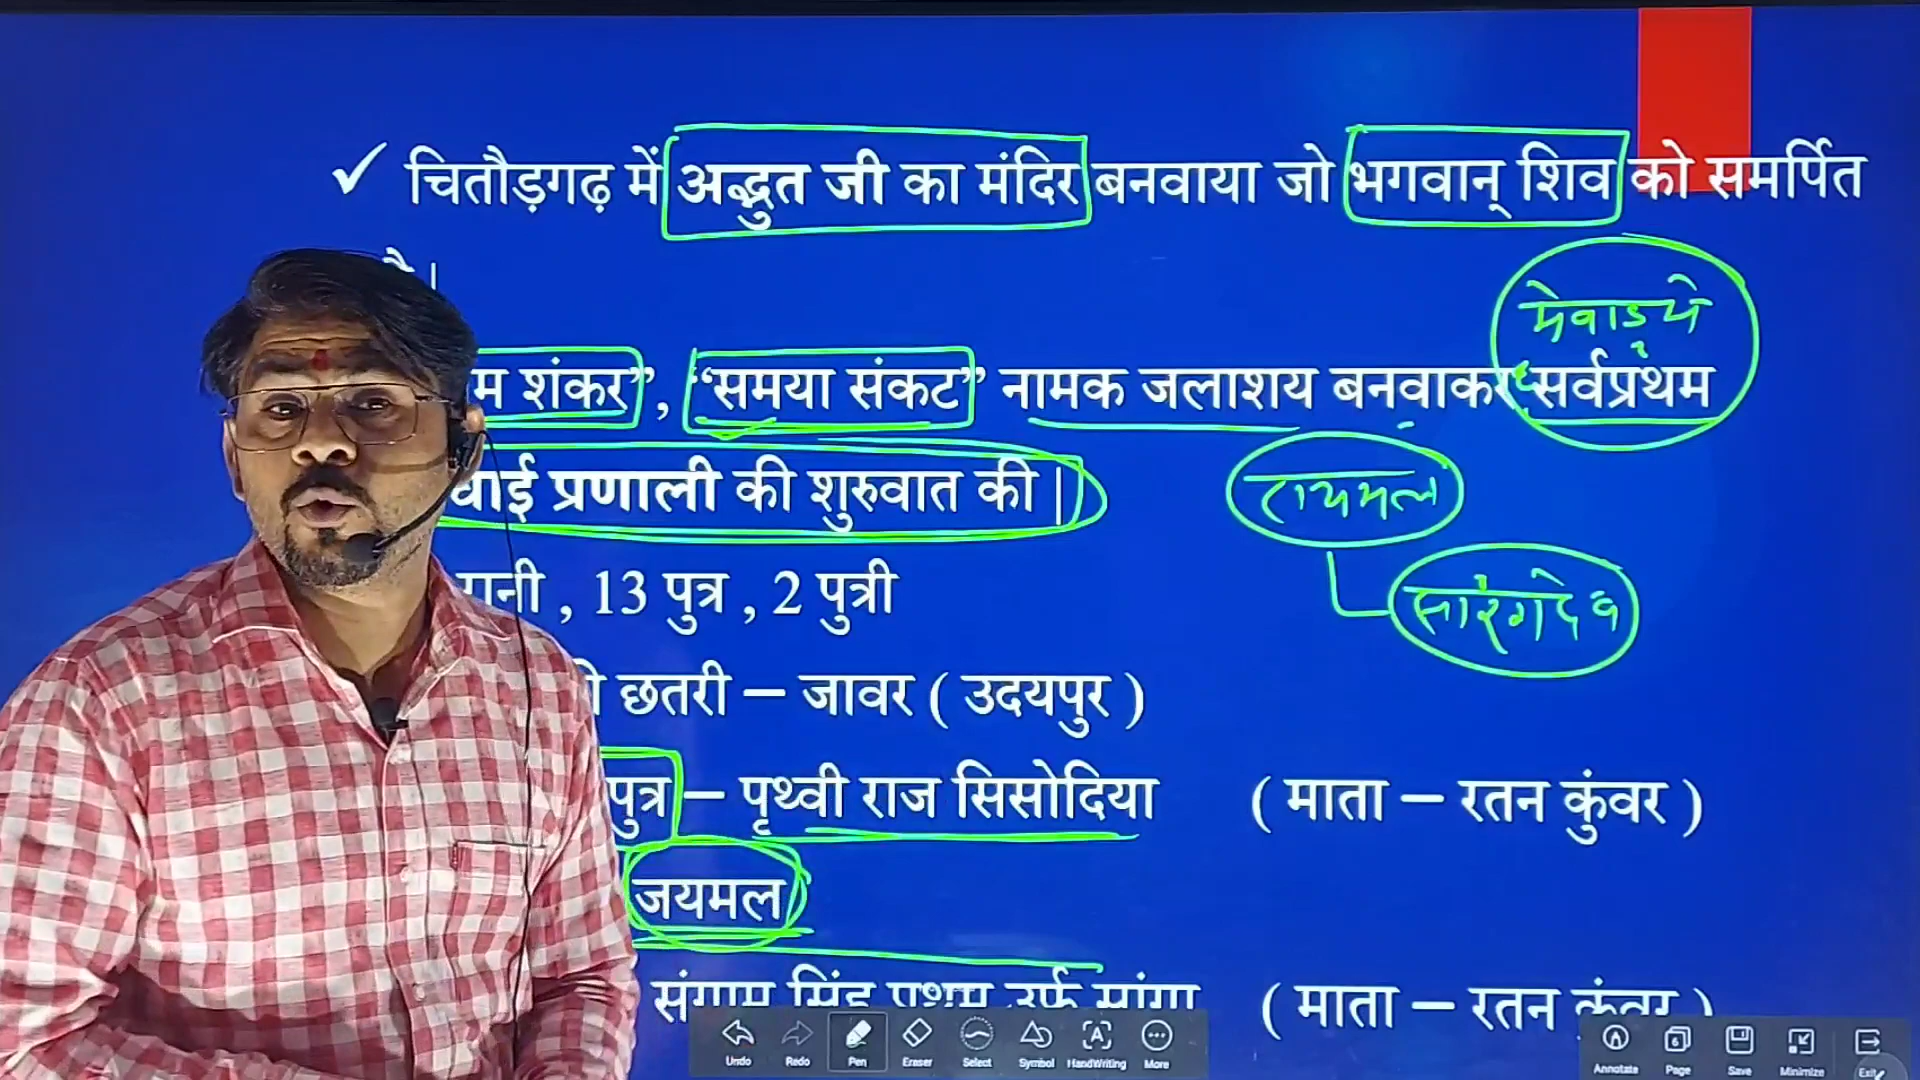 ✓ चितौड़गढ़ में अद्भुत जी का मंदिर बनवाया जो भगवान् शिव को समर्पित
है |
मेवाड़ मे
शंकर”, “समया संकट” नामक जलाशय बनवाकर सर्वप्रथम
प्रणाली की शुरुवात की |
रायमल
, 13 पुत्र , 2 पुत्री
सारंगदेव
छतरी – जावर ( उदयपुर )
पुत्र – पृथ्वी राज सिसोदिया ( माता – रतन कुंवर )
जयमल
संग्राम सिंह प्रथम उर्फ सांगा ( माता – रतन कुंवर )
Undo Redo Pen Eraser Select Symbol HandWriting More Annotate Page Save Minimize Exit